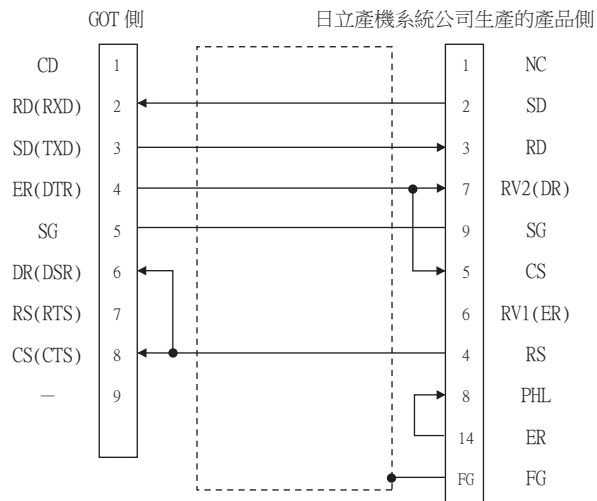 GOT 側 日立產機系統公司生產的產品側
CD 1 1 NC
RD(RXD) 2 2 SD
SD(TXD) 3 3 RD
ER(DTR) 4 7 RV2(DR)
SG 5 9 SG
DR(DSR) 6 5 CS
RS(RTS) 7 6 RV1(ER)
CS(CTS) 8 4 RS
— 9 8 PHL
14 ER
FG FG